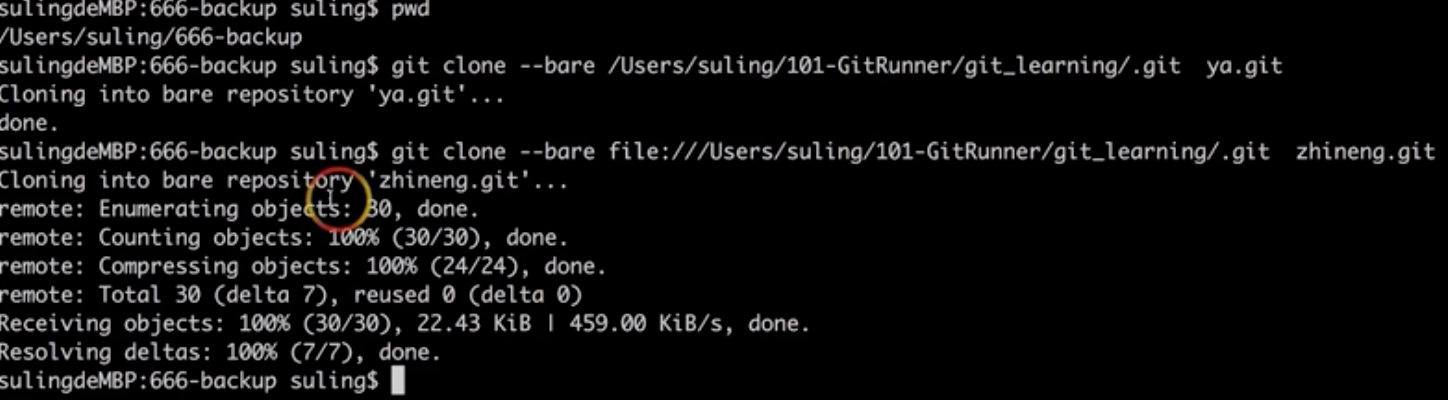 sulingdeMBP:666-backup suling$ pwd
/Users/suling/666-backup
sulingdeMBP:666-backup suling$ git clone --bare /Users/suling/101-GitRunner/git_learning/.git  ya.git
Cloning into bare repository 'ya.git'...
done.
sulingdeMBP:666-backup suling$ git clone --bare file:///Users/suling/101-GitRunner/git_learning/.git  zhineng.git
Cloning into bare repository 'zhineng.git'...
remote: Enumerating objects: 30, done.
remote: Counting objects: 100% (30/30), done.
remote: Compressing objects: 100% (24/24), done.
remote: Total 30 (delta 7), reused 0 (delta 0)
Receiving objects: 100% (30/30), 22.43 KiB | 459.00 KiB/s, done.
Resolving deltas: 100% (7/7), done.
sulingdeMBP:666-backup suling$